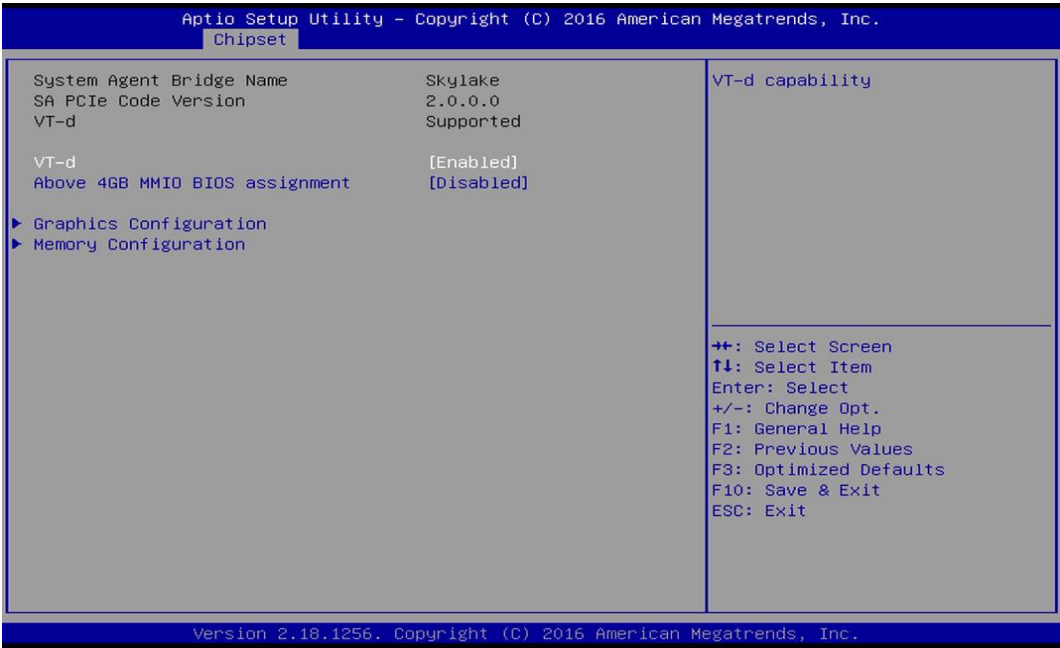 Aptio Setup Utility – Copyright (C) 2016 American Megatrends, Inc.
Chipset
System Agent Bridge Name Skylake
SA PCIe Code Version 2.0.0.0
VT-d Supported
VT-d [Enabled]
Above 4GB MMIO BIOS assignment [Disabled]
Graphics Configuration
Memory Configuration
VT-d capability
→←: Select Screen
↑↓: Select Item
Enter: Select
+/-: Change Opt.
F1: General Help
F2: Previous Values
F3: Optimized Defaults
F10: Save & Exit
ESC: Exit
Version 2.18.1256. Copyright (C) 2016 American Megatrends, Inc.